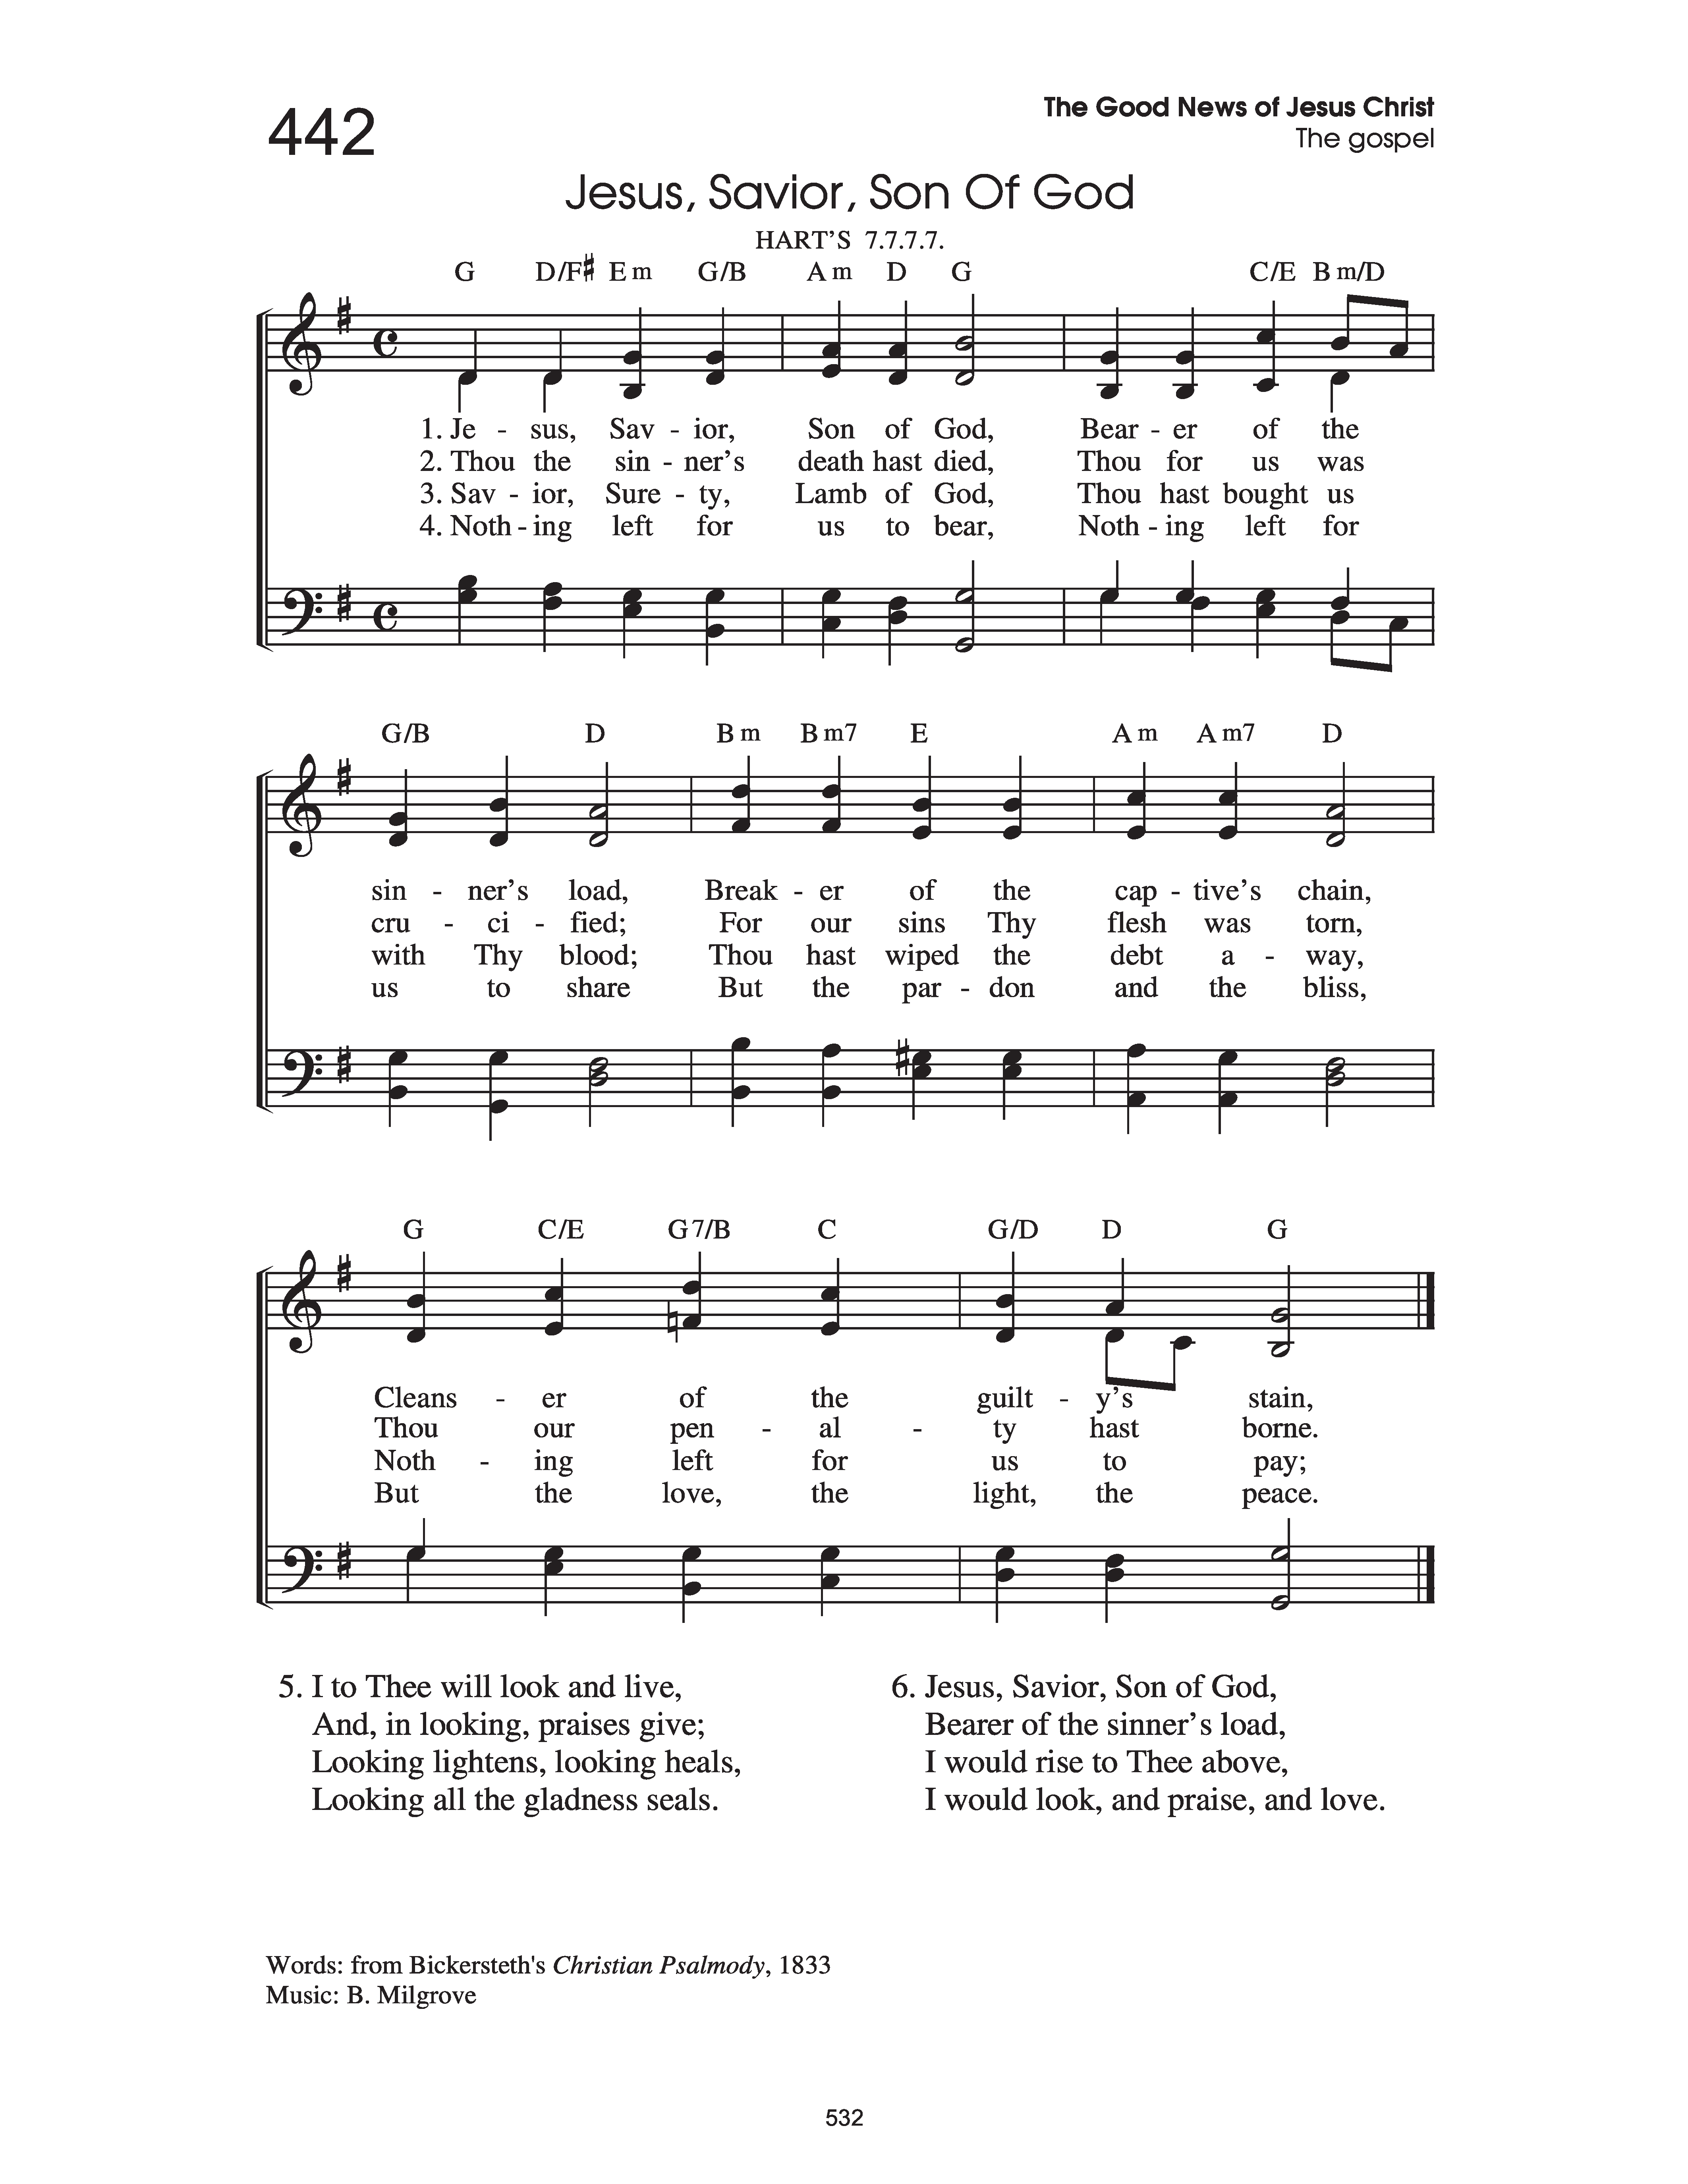 442
The Good News of Jesus Christ
The gospel
Jesus, Savior, Son Of God
HART'S 7.7.7.7.
G D/F♯ E m G/B A m D G C/E B m/D
1. Je - sus, Sav - ior, Son of God, Bear - er of the
2. Thou the sin - ner's death hast died, Thou for us was
3. Sav - ior, Sure - ty, Lamb of God, Thou hast bought us
4. Noth - ing left for us to bear, Noth - ing left for
G/B D B m B m7 E A m A m7 D
sin - ner's load, Break - er of the cap - tive's chain,
cru - ci - fied; For our sins Thy flesh was torn,
with Thy blood; Thou hast wiped the debt a - way,
us to share But the par - don and the bliss,
G C/E G7/B C G/D D G
Cleans - er of the guilt - y's stain,
Thou our pen - al - ty hast borne.
Noth - ing left for us to pay;
But the love, the light, the peace.
5. I to Thee will look and live,
And, in looking, praises give;
Looking lightens, looking heals,
Looking all the gladness seals.
6. Jesus, Savior, Son of God,
Bearer of the sinner's load,
I would rise to Thee above,
I would look, and praise, and love.
Words: from Bickersteth's Christian Psalmody, 1833
Music: B. Milgrove
532